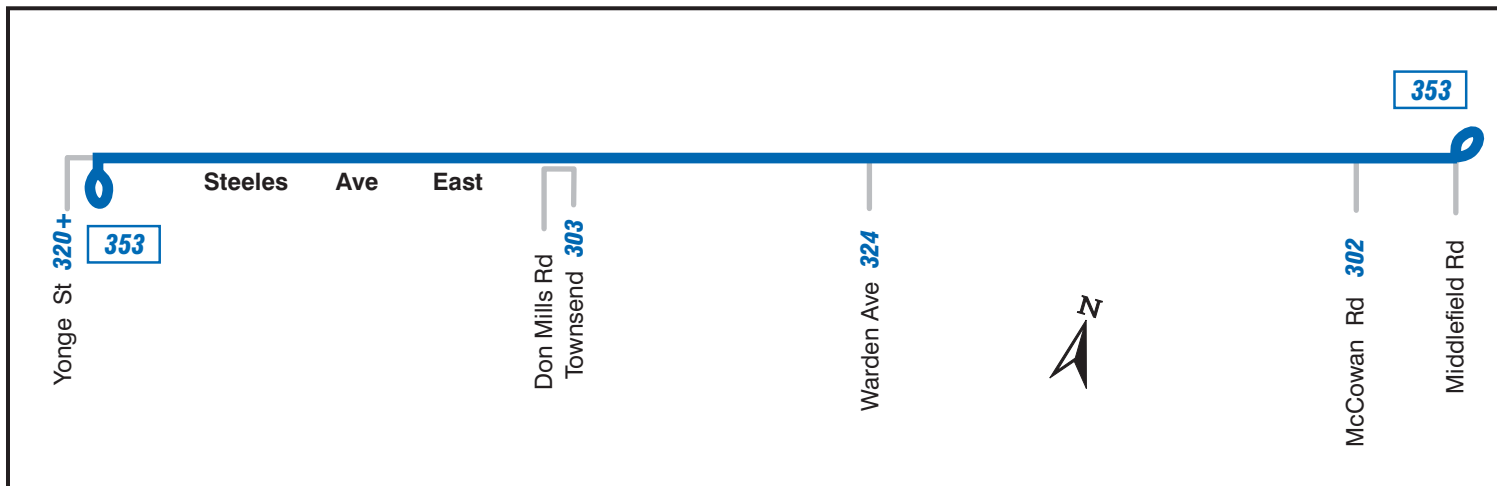 353
Steeles Ave East
353
Yonge St 320+
Don Mills Rd
Townsend 303
Warden Ave 324
N
McCowan Rd 302
Middlefield Rd